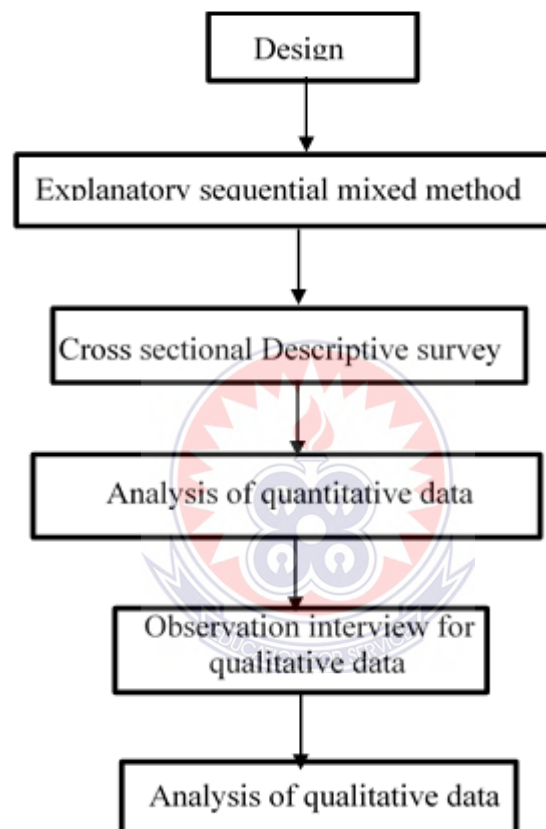 Design
Explanatory sequential mixed method
Cross sectional Descriptive survey
Analysis of quantitative data
Observation interview for
qualitative data
Analysis of qualitative data